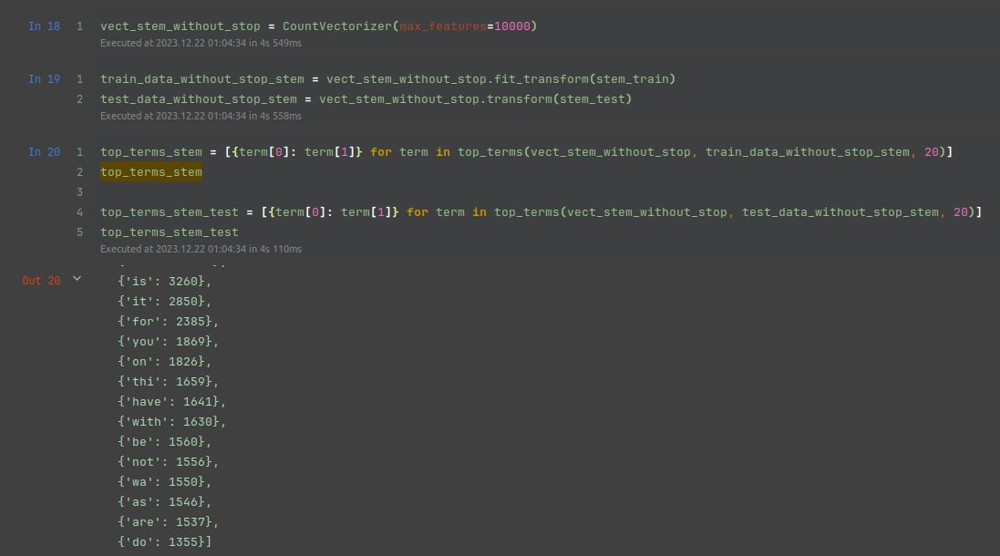 In 18 1 vect_stem_without_stop = CountVectorizer(max_features=10000)
Executed at 2023.12.22 01:04:34 in 4s 549ms
In 19 1 train_data_without_stop_stem = vect_stem_without_stop.fit_transform(stem_train)
2 test_data_without_stop_stem = vect_stem_without_stop.transform(stem_test)
Executed at 2023.12.22 01:04:34 in 4s 558ms
In 20 1 top_terms_stem = [{term[0]: term[1]} for term in top_terms(vect_stem_without_stop, train_data_without_stop_stem, 20)]
2 top_terms_stem
3
4 top_terms_stem_test = [{term[0]: term[1]} for term in top_terms(vect_stem_without_stop, test_data_without_stop_stem, 20)]
5 top_terms_stem_test
Executed at 2023.12.22 01:04:34 in 4s 110ms
Out 20 {'is': 3260},
{'it': 2850},
{'for': 2385},
{'you': 1869},
{'on': 1826},
{'thi': 1659},
{'have': 1641},
{'with': 1630},
{'be': 1560},
{'not': 1556},
{'wa': 1550},
{'as': 1546},
{'are': 1537},
{'do': 1355}]